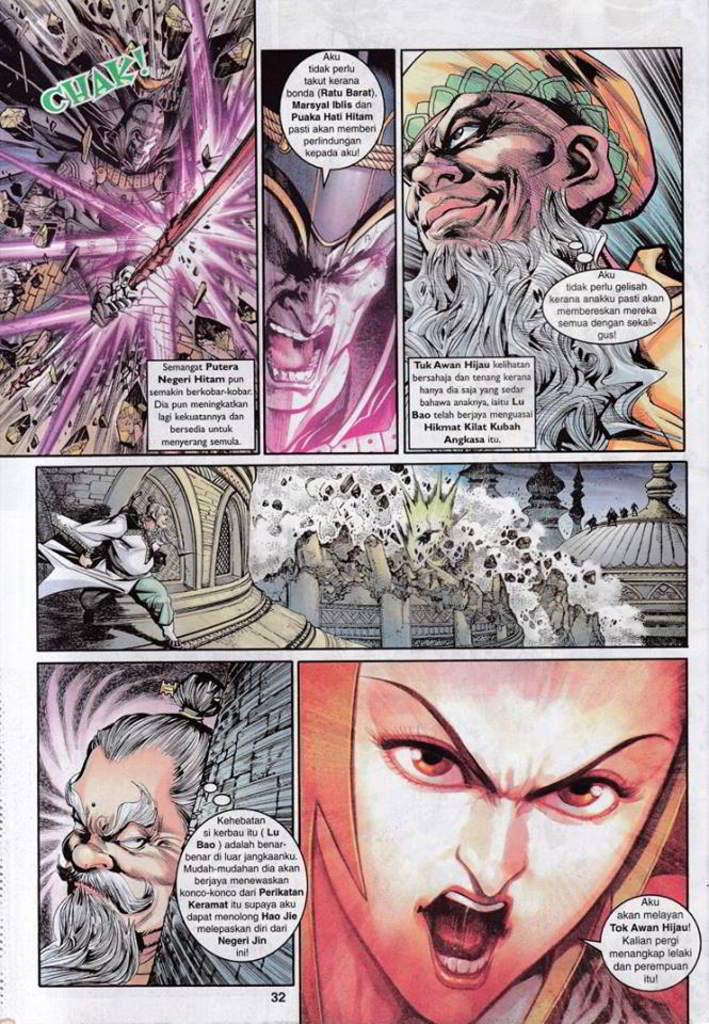 CHAK!
Semangat Putera
Negeri Hitam pun
semakin berkobar-kobar.
Dia pun meningkatkan
lagi kekuatannya dan
bersedia untuk
menyerang semula.
Aku
tidak perlu
takut kerana
bonda (Ratu Barat),
Marsyal Iblis dan
Puaka Hati Hitam
pasti akan memberi
perlindungan
kepada aku!
Aku
tidak perlu gelisah
kerana anakku pasti akan
membereskan mereka
semua dengan sekali-
gus!
Tuk Awan Hijau kelihatan
bersahaja dan tenang kerana
hanya dia saja yang sedar
bahawa anaknya, iaitu Lu
Bao telah berjaya menguasai
Hikmat Kilat Kubah
Angkasa itu.
Kehebatan
si kerbau itu ( Lu
Bao ) adalah benar-
benar di luar jangkaanku.
Mudah-mudahan dia akan
berjaya menewaskan
konco-konco dari Perikatan
Keramat itu supaya aku
dapat menolong Hao Jie
melepaskan diri dari
Negeri Jin
ini!
Aku
akan melayan
Tok Awan Hijau!
Kalian pergi
menangkap lelaki
dan perempuan
itu!
32